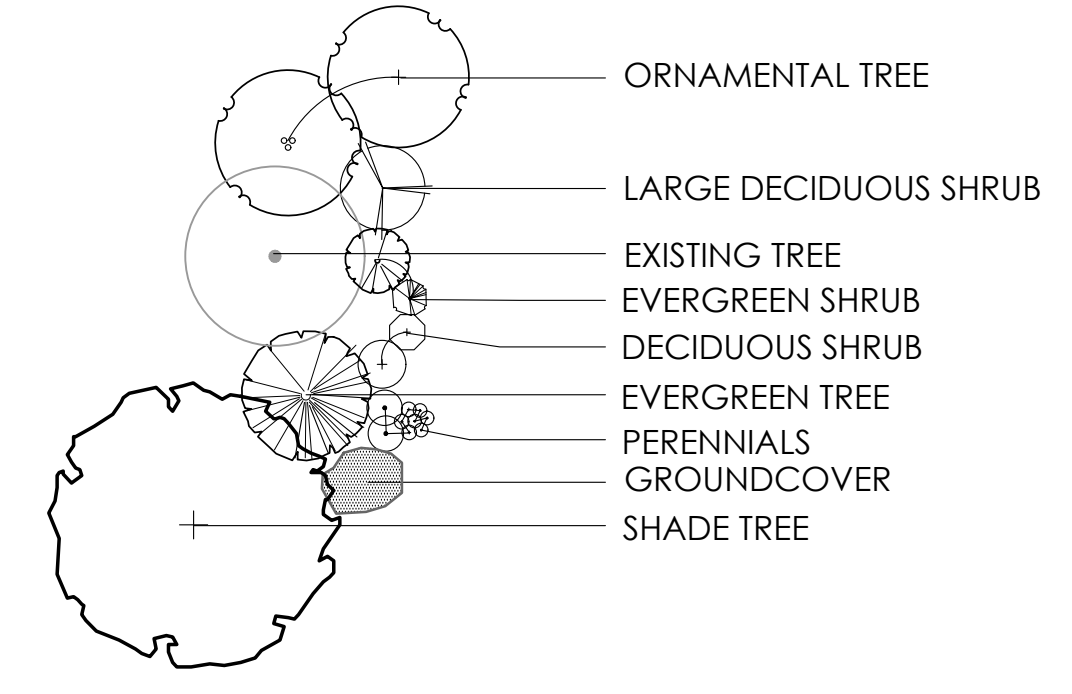 ORNAMENTAL TREE
LARGE DECIDUOUS SHRUB
EXISTING TREE
EVERGREEN SHRUB
DECIDUOUS SHRUB
EVERGREEN TREE
PERENNIALS
GROUNDCOVER
SHADE TREE